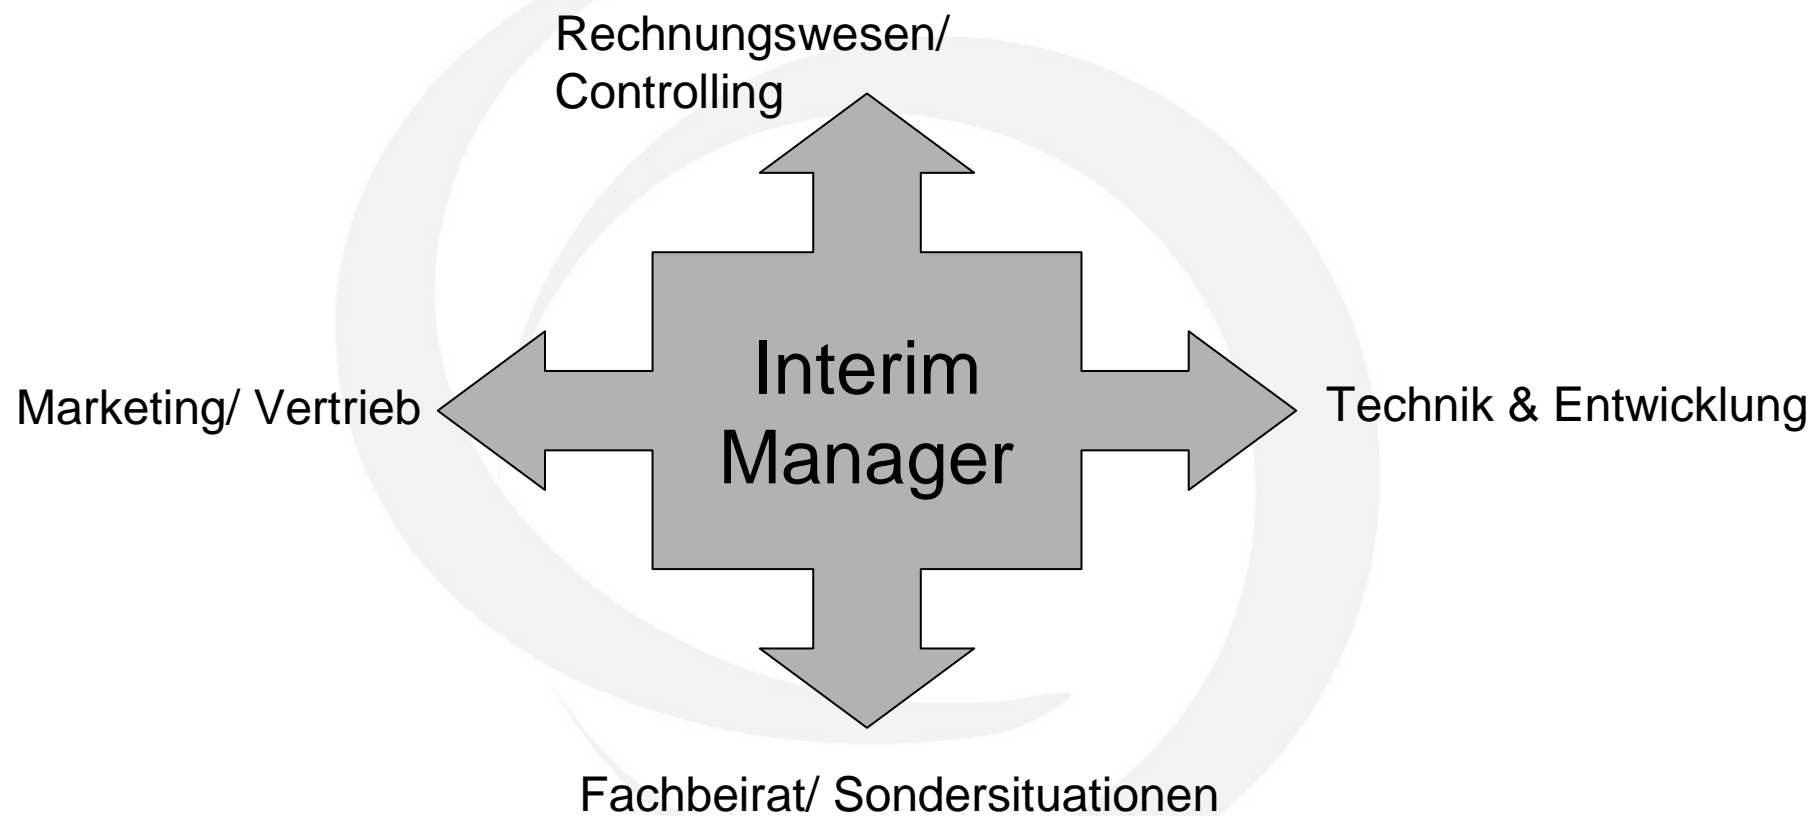 Rechnungswesen/
Controlling
Marketing/ Vertrieb
Interim
Manager
Technik & Entwicklung
Fachbeirat/ Sondersituationen